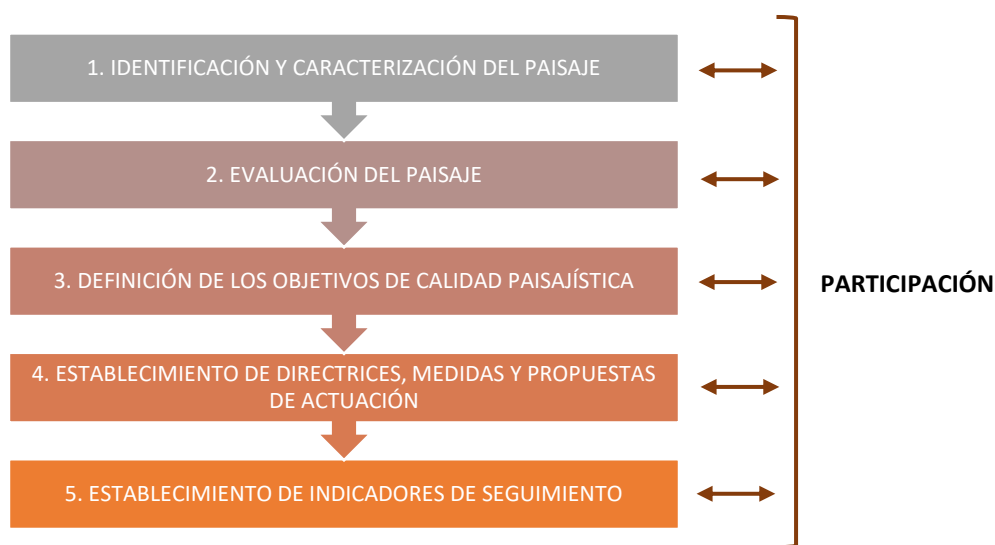 1. IDENTIFICACIÓN Y CARACTERIZACIÓN DEL PAISAJE
2. EVALUACIÓN DEL PAISAJE
3. DEFINICIÓN DE LOS OBJETIVOS DE CALIDAD PAISAJÍSTICA
PARTICIPACIÓN
4. ESTABLECIMIENTO DE DIRECTRICES, MEDIDAS Y PROPUESTAS
DE ACTUACIÓN
5. ESTABLECIMIENTO DE INDICADORES DE SEGUIMIENTO